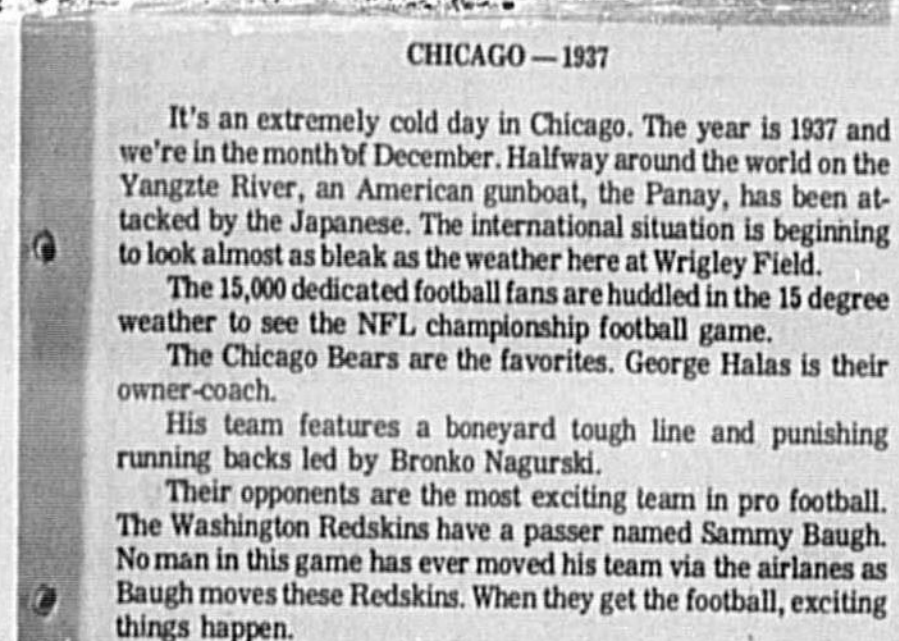 CHICAGO — 1937
It's an extremely cold day in Chicago. The year is 1937 and
we're in the month of December. Halfway around the world on the
Yangzte River, an American gunboat, the Panay, has been at-
tacked by the Japanese. The international situation is beginning
to look almost as bleak as the weather here at Wrigley Field.
The 15,000 dedicated football fans are huddled in the 15 degree
weather to see the NFL championship football game.
The Chicago Bears are the favorites. George Halas is their
owner-coach.
His team features a boneyard tough line and punishing
running backs led by Bronko Nagurski.
Their opponents are the most exciting team in pro football.
The Washington Redskins have a passer named Sammy Baugh.
No man in this game has ever moved his team via the airlanes as
Baugh moves these Redskins. When they get the football, exciting
things happen.